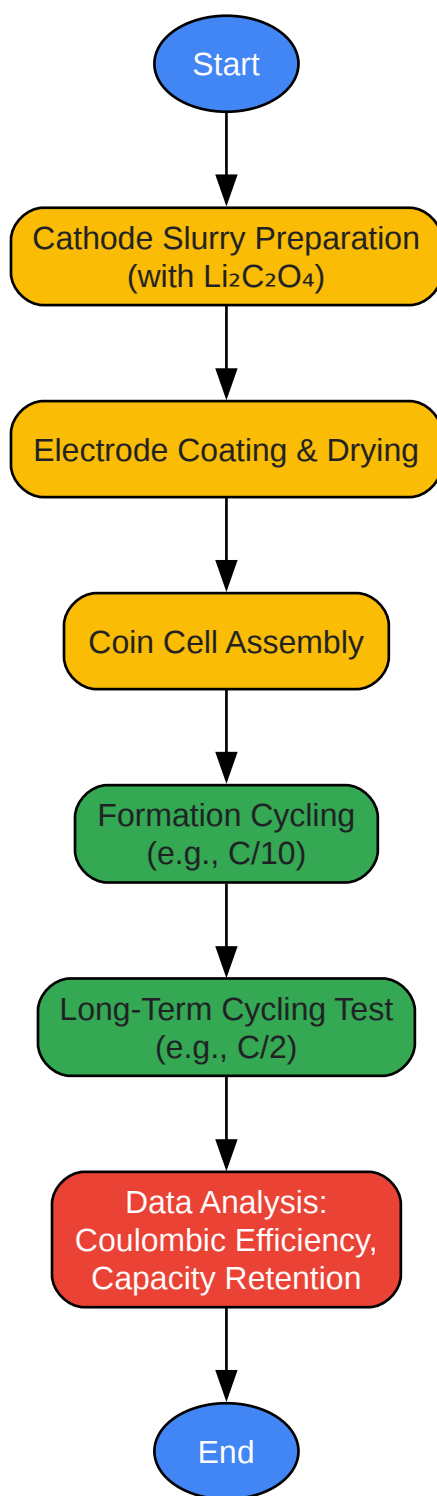 Start
Cathode Slurry Preparation
(with Li₂C₂O₄)
Electrode Coating & Drying
Coin Cell Assembly
Formation Cycling
(e.g., C/10)
Long-Term Cycling Test
(e.g., C/2)
Data Analysis:
Coulombic Efficiency,
Capacity Retention
End